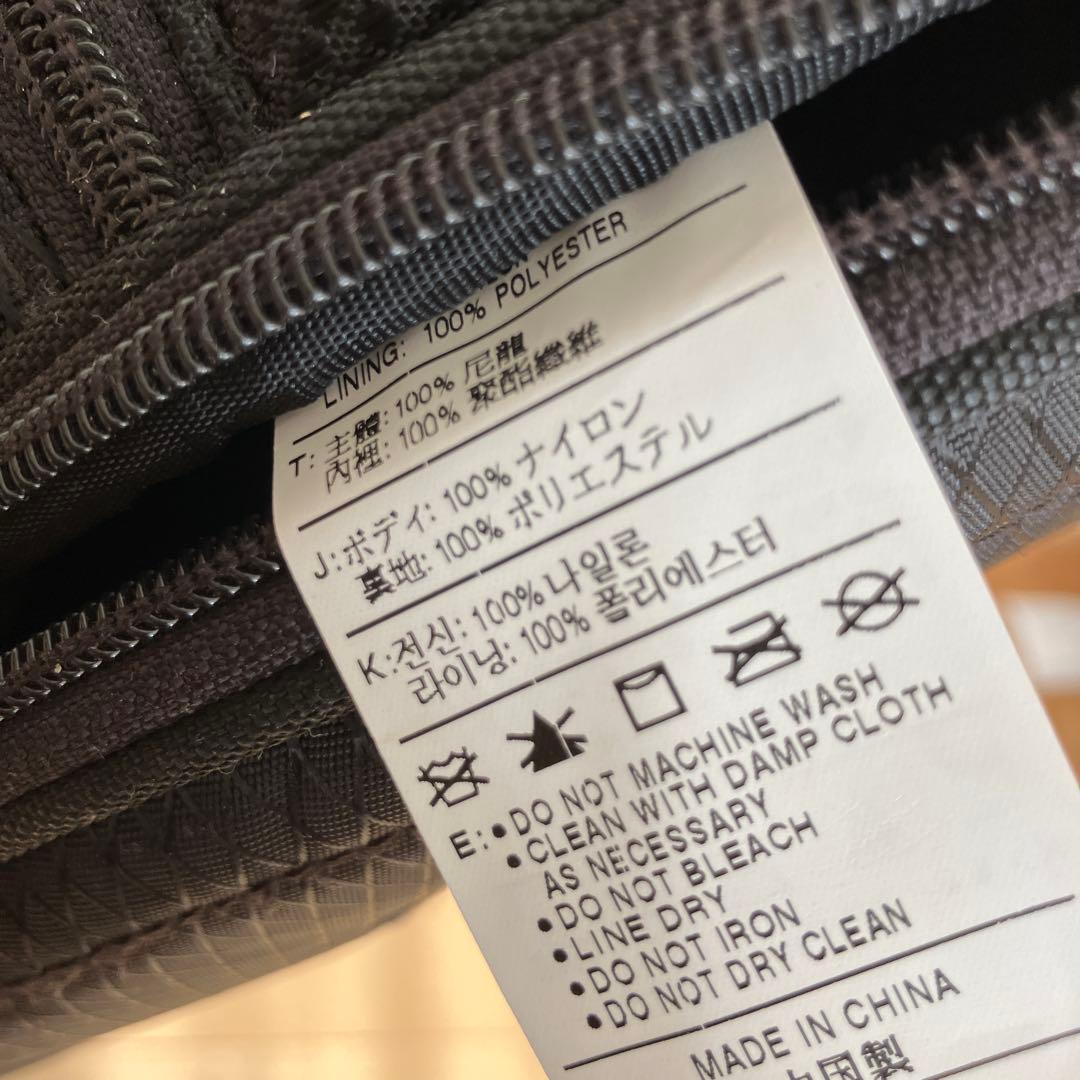 LINING: 100% POLYESTER
T: 主體: 100% 尼龍
內裡: 100% 聚酯纖維
J: ボディ: 100% ナイロン
裏地: 100% ポリエステル
K: 전신: 100% 나일론
라이닝: 100% 폴리에스터
E: •DO NOT MACHINE WASH
•CLEAN WITH DAMP CLOTH
AS NECESSARY
•DO NOT BLEACH
•LINE DRY
•DO NOT IRON
•DO NOT DRY CLEAN
MADE IN CHINA
中国製